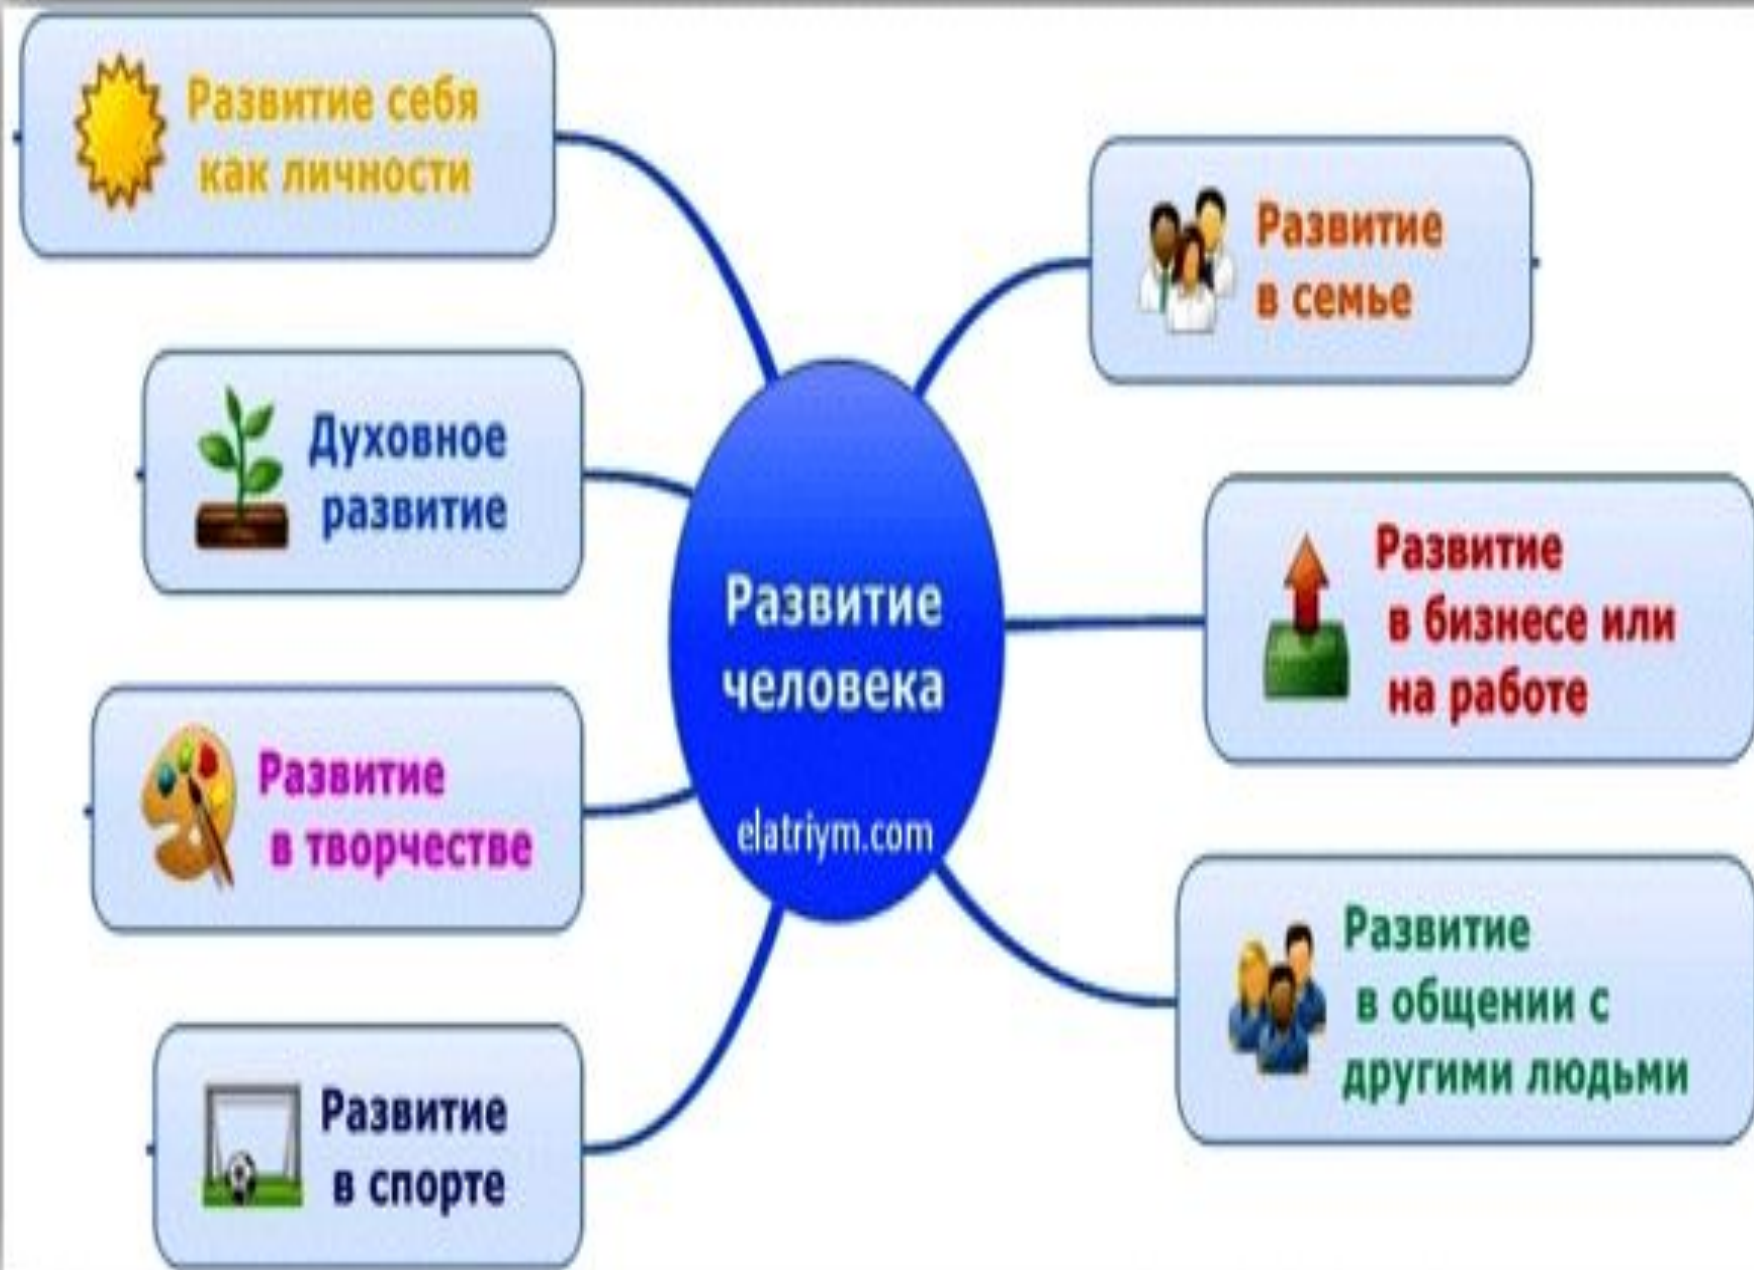 Развитие себя
как личности
Духовное
развитие
Развитие
в творчестве
Развитие
в спорте
Развитие
человека
elatriym.com
Развитие
в семье
Развитие
в бизнесе или
на работе
Развитие
в общении с
другими людьми